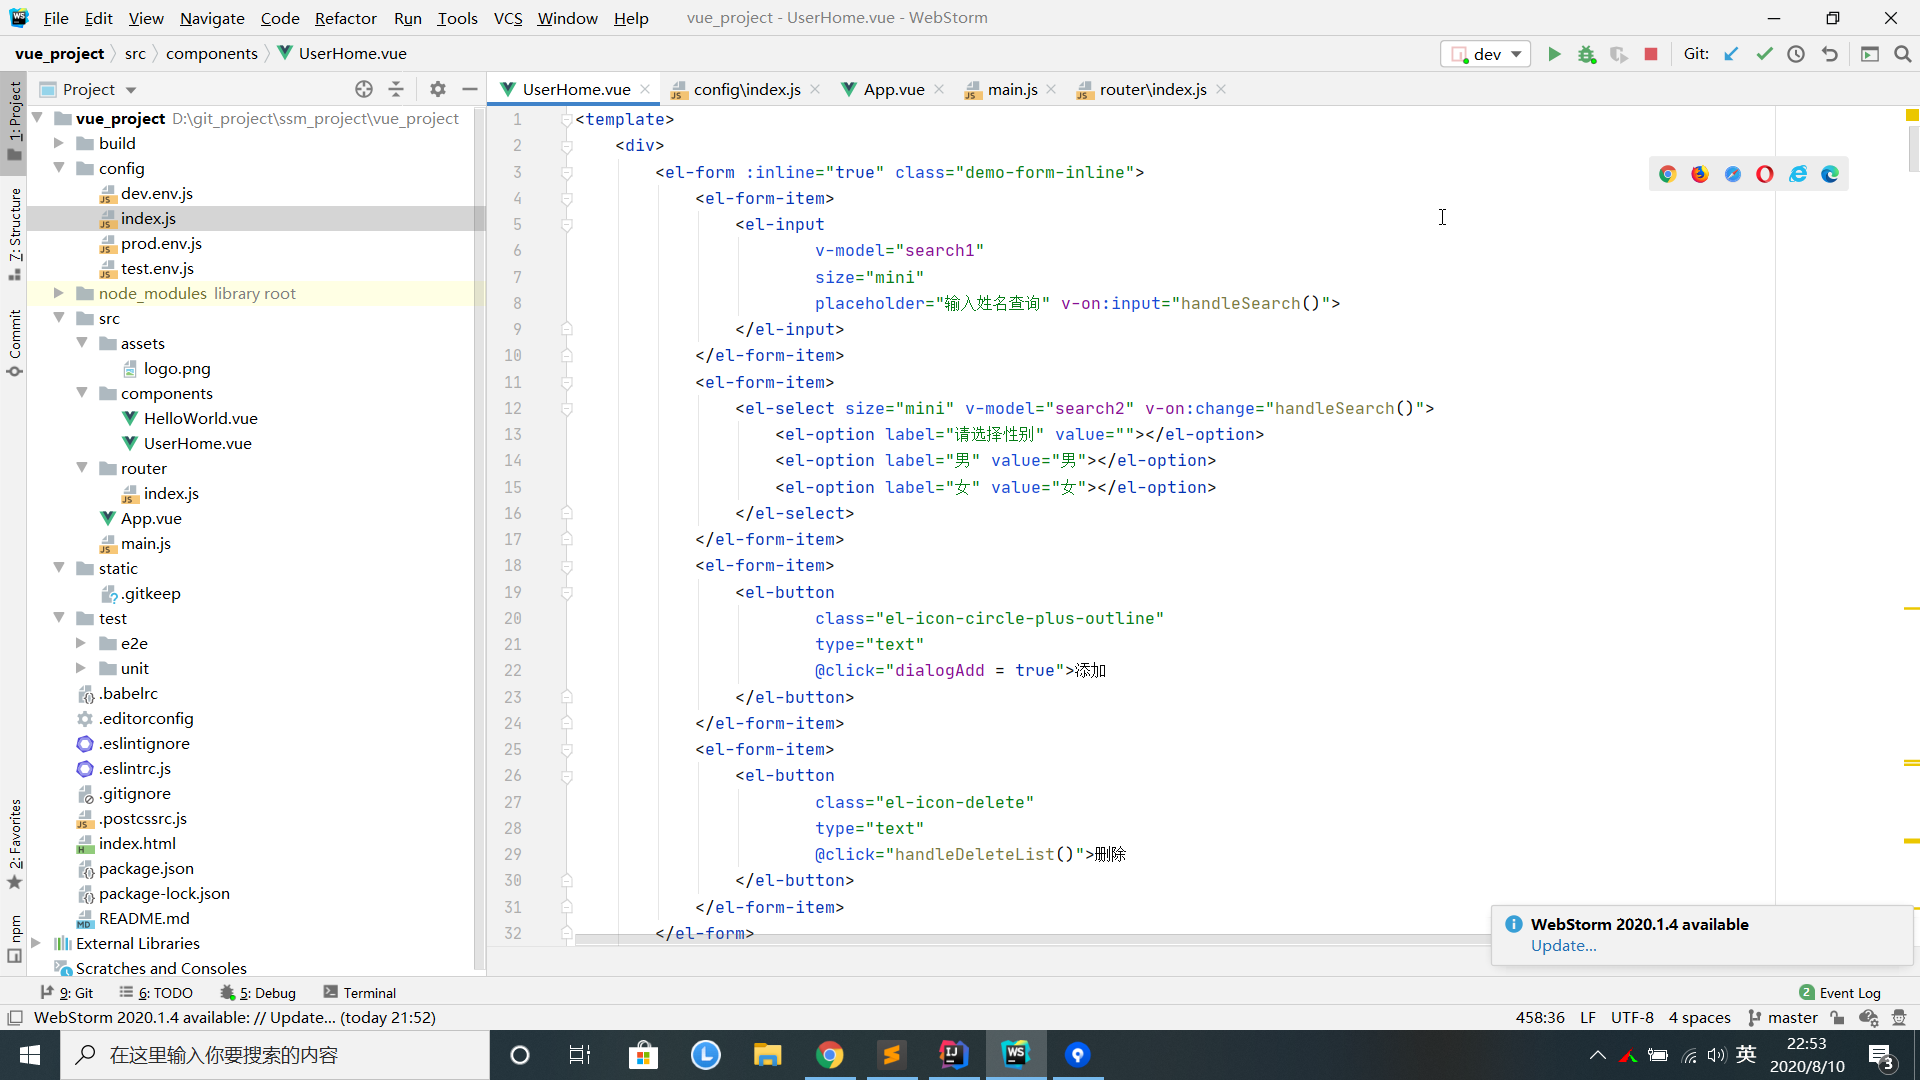 File Edit View Navigate Code Refactor Run Tools VCS Window Help vue_project - UserHome.vue - WebStorm
vue_project src components UserHome.vue dev Git:
Project UserHome.vue config\index.js App.vue main.js router\index.js
1: Project
7: Structure
Commit
2: Favorites
npm
vue_project D:\git_project\ssm_project\vue_project
build
config
dev.env.js
index.js
prod.env.js
test.env.js
node_modules library root
src
assets
logo.png
components
HelloWorld.vue
UserHome.vue
router
index.js
App.vue
main.js
static
.gitkeep
test
e2e
unit
.babelrc
.editorconfig
.eslintignore
.eslintrc.js
.gitignore
.postcssrc.js
index.html
package.json
package-lock.json
README.md
External Libraries
Scratches and Consoles
1 <template>
2 <div>
3 <el-form :inline="true" class="demo-form-inline">
4 <el-form-item>
5 <el-input
6 v-model="search1"
7 size="mini"
8 placeholder="输入姓名查询" v-on:input="handleSearch()">
9 </el-input>
10 </el-form-item>
11 <el-form-item>
12 <el-select size="mini" v-model="search2" v-on:change="handleSearch()">
13 <el-option label="请选择性别" value=""></el-option>
14 <el-option label="男" value="男"></el-option>
15 <el-option label="女" value="女"></el-option>
16 </el-select>
17 </el-form-item>
18 <el-form-item>
19 <el-button
20 class="el-icon-circle-plus-outline"
21 type="text"
22 @click="dialogAdd = true">添加
23 </el-button>
24 </el-form-item>
25 <el-form-item>
26 <el-button
27 class="el-icon-delete"
28 type="text"
29 @click="handleDeleteList()">删除
30 </el-button>
31 </el-form-item>
32 </el-form>
WebStorm 2020.1.4 available
Update...
9: Git 6: TODO 5: Debug Terminal 2 Event Log
WebStorm 2020.1.4 available: // Update... (today 21:52) 458:36 LF UTF-8 4 spaces master
在这里输入你要搜索的内容 英 22:53
2020/8/10
3